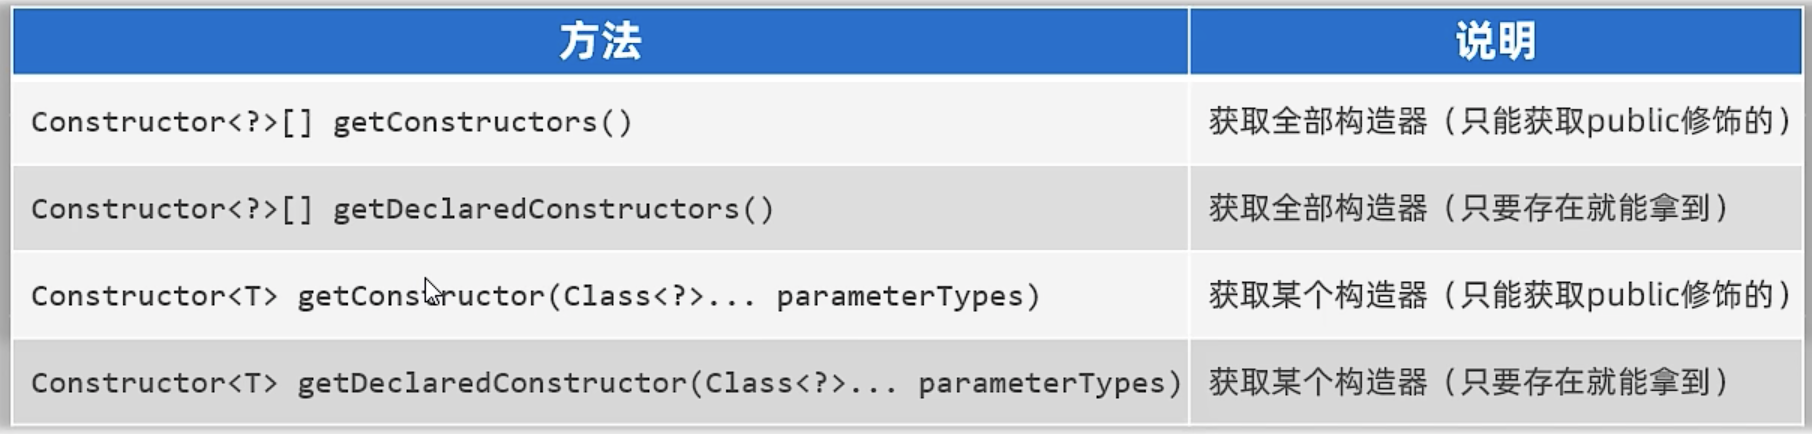 方法 说明
Constructor<?>[] getConstructors() 获取全部构造器（只能获取public修饰的）
Constructor<?>[] getDeclaredConstructors() 获取全部构造器（只要存在就能拿到）
Constructor<T> getConstructor(Class<?>... parameterTypes) 获取某个构造器（只能获取public修饰的）
Constructor<T> getDeclaredConstructor(Class<?>... parameterTypes) 获取某个构造器（只要存在就能拿到）